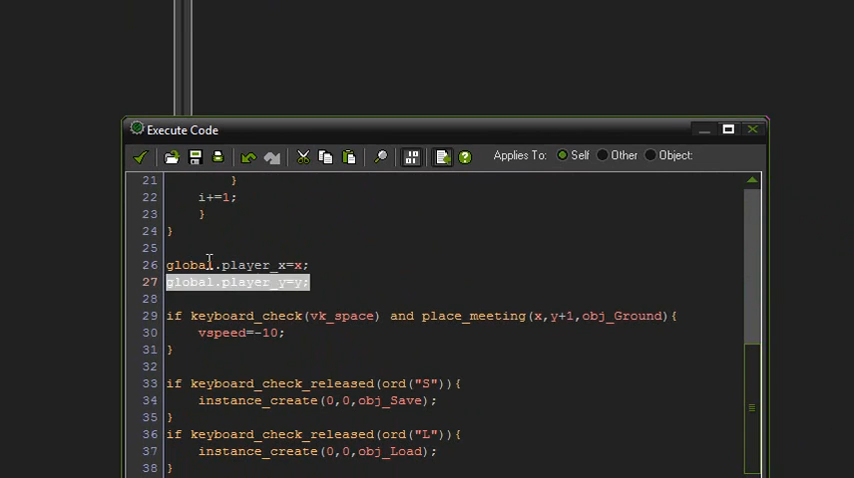 Execute Code
Applies To: Self Other Object:
21 }
22 i+=1;
23 }
24 }
25
26 global.player_x=x;
27 global.player_y=y;
28
29 if keyboard_check(vk_space) and place_meeting(x,y+1,obj_Ground){
30 vspeed=-10;
31 }
32
33 if keyboard_check_released(ord("S")){
34 instance_create(0,0,obj_Save);
35 }
36 if keyboard_check_released(ord("L")){
37 instance_create(0,0,obj_Load);
38 }